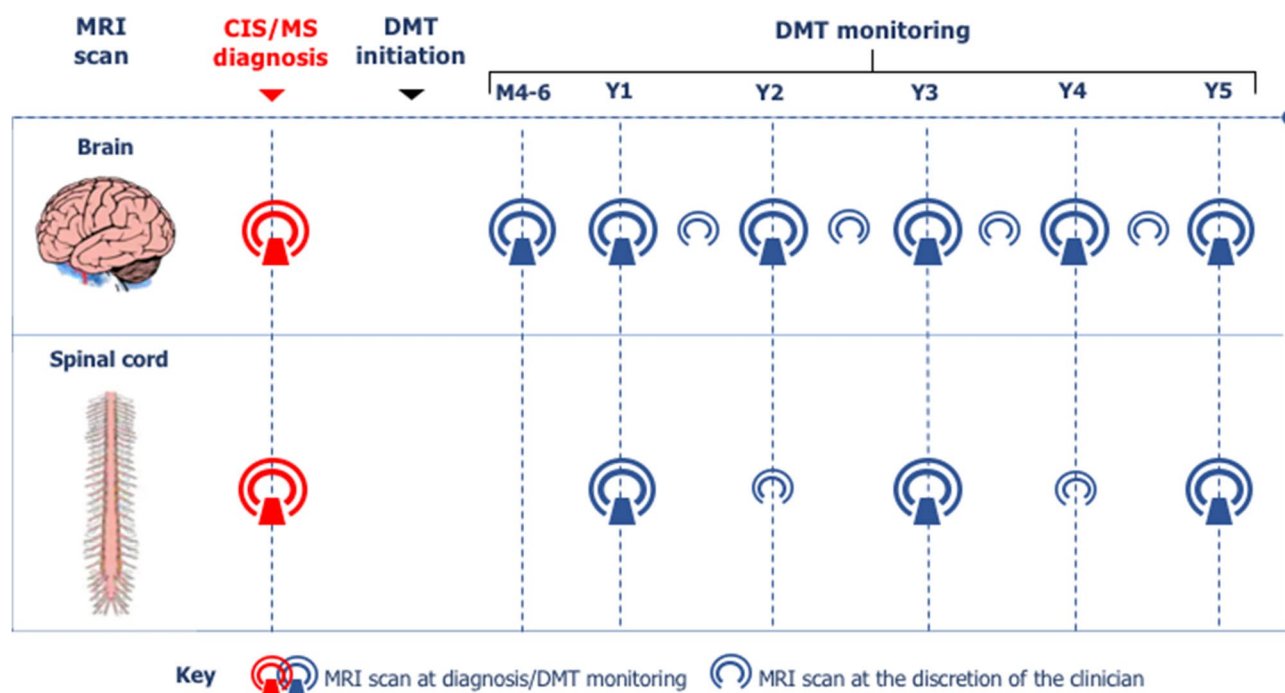 MRI
scan
CIS/MS
diagnosis
DMT
initiation
DMT monitoring
M4-6
Y1
Y2
Y3
Y4
Y5
Brain
Spinal cord
Key
MRI scan at diagnosis/DMT monitoring
MRI scan at the discretion of the clinician